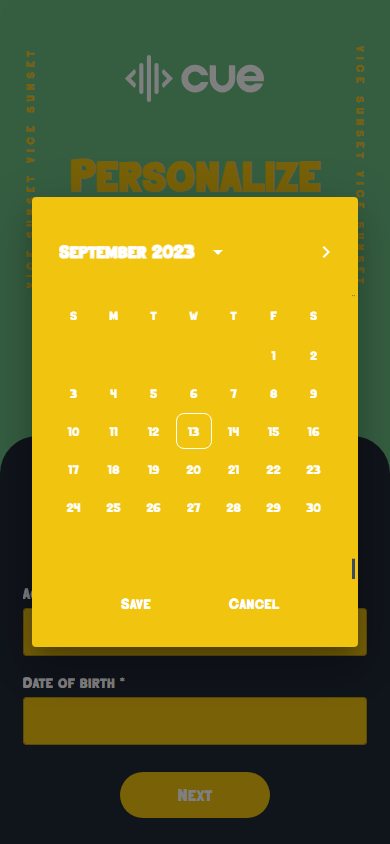 cue
VICE SUNSET VICE SUNSET
VICE SUNSET VICE SUNSET
Personalize
September 2023
S M T W T F S
1 2
3 4 5 6 7 8 9
10 11 12 13 14 15 16
17 18 19 20 21 22 23
24 25 26 27 28 29 30
Save Cancel
Date of birth *
Next